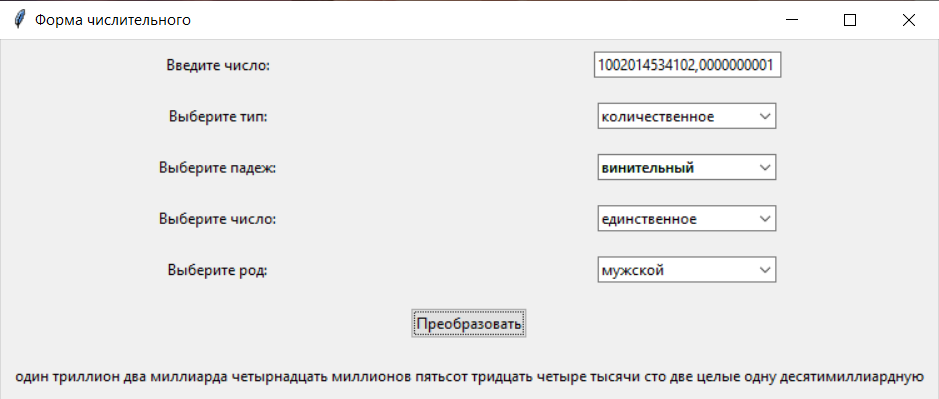 Форма числительного
Введите число: 1002014534102,0000000001
Выберите тип: количественное
Выберите падеж: винительный
Выберите число: единственное
Выберите род: мужской
Преобразовать
один триллион два миллиарда четырнадцать миллионов пятьсот тридцать четыре тысячи сто две целые одну десятимиллиардную